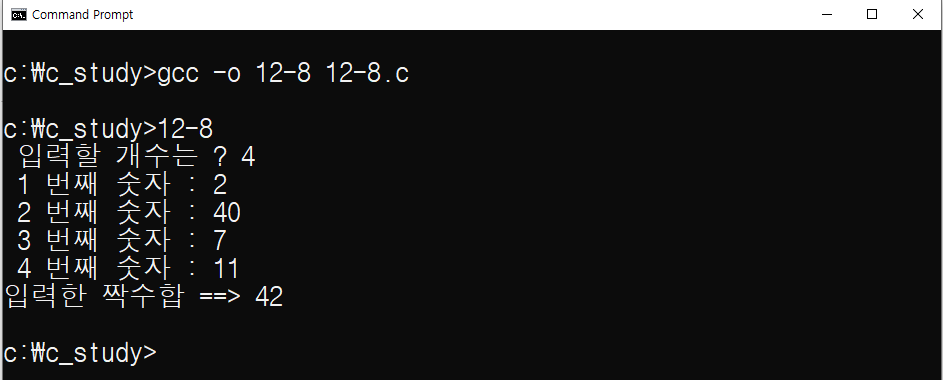 Command Prompt
c:\c_study>gcc -o 12-8 12-8.c
c:\c_study>12-8
입력할 개수는 ? 4
1 번째 숫자 : 2
2 번째 숫자 : 40
3 번째 숫자 : 7
4 번째 숫자 : 11
입력한 짝수합 ==> 42
c:\c_study>